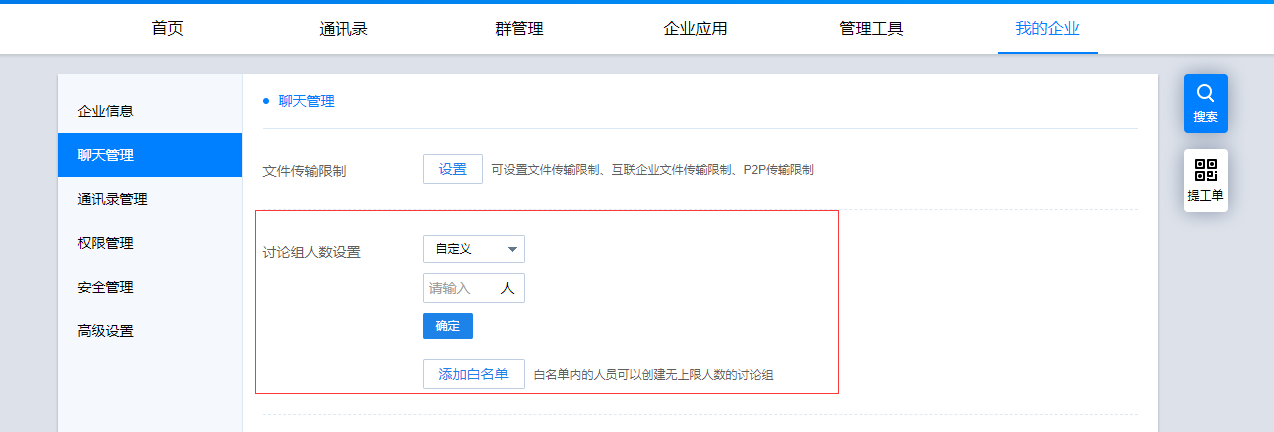 首页 通讯录 群管理 企业应用 管理工具 我的企业
企业信息
聊天管理
通讯录管理
权限管理
安全管理
高级设置
聊天管理
文件传输限制 设置 可设置文件传输限制、互联企业文件传输限制、P2P传输限制
讨论组人数设置 自定义
请输入 人
确定
添加白名单 白名单内的人员可以创建无上限人数的讨论组
搜索
提工单